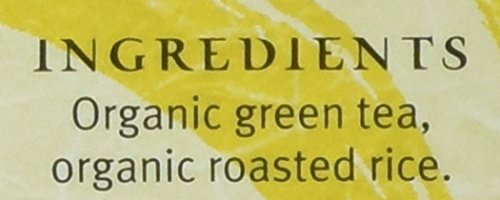 INGREDIENTS
Organic green tea,
organic roasted rice.